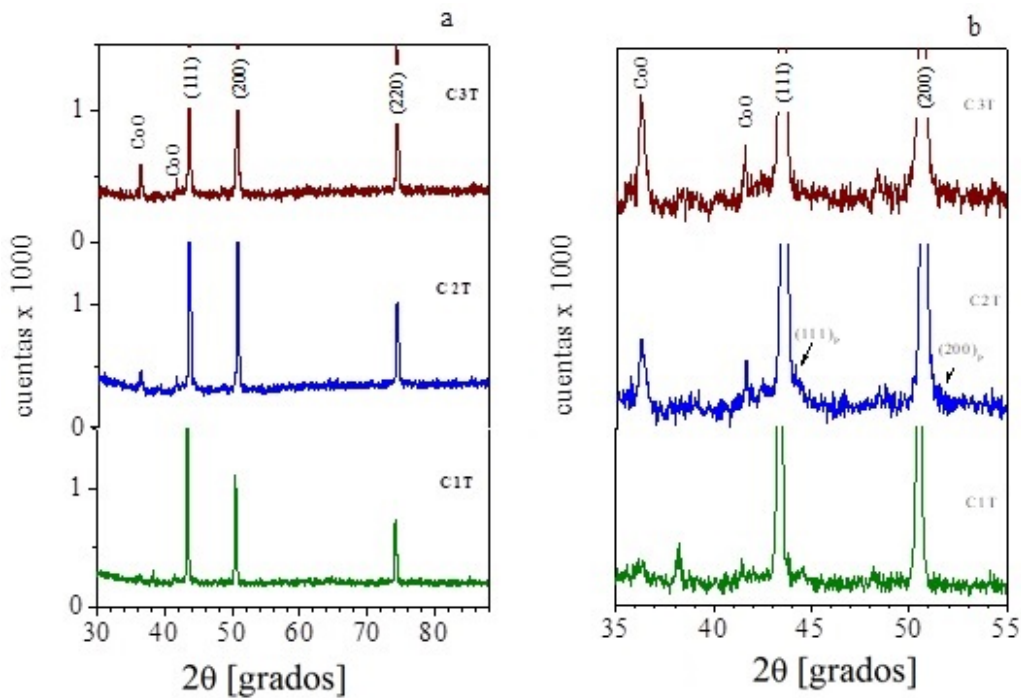 a
cuentas x 1000
1
0
1
0
1
0
CoO
CoO
(111)
(200)
(220)
C3T
C2T
C1T
30 40 50 60 70 80
2θ [grados]
b
cuentas x 1000
CoO
CoO
(111)
(200)
C3T
C2T
(111)p
(200)p
C1T
35 40 45 50 55
2θ [grados]